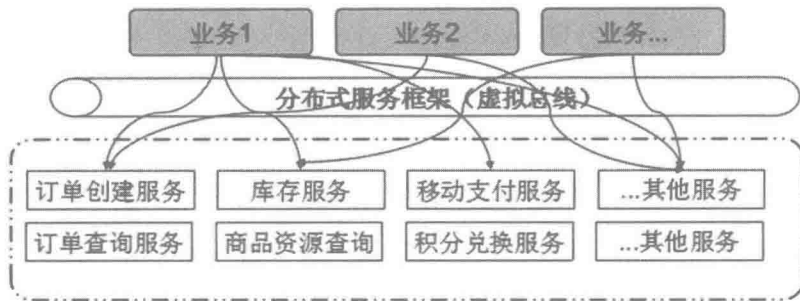 业务1
业务2
业务...
分布式服务框架（虚拟总线）
订单创建服务
库存服务
移动支付服务
...其他服务
订单查询服务
商品资源查询
积分兑换服务
...其他服务